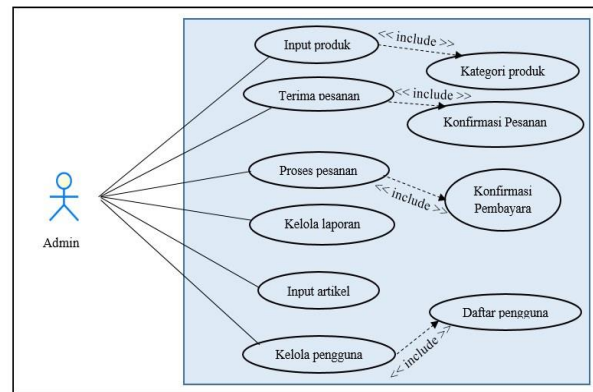 Input produk
<< include >>
Kategori produk
Terima pesanan
<< include >>
Konfirmasi Pesanan
Proses pesanan
<< include >>
Konfirmasi
Pembayara
Admin
Kelola laporan
Input artikel
Daftar pengguna
Kelola pengguna
<< include >>